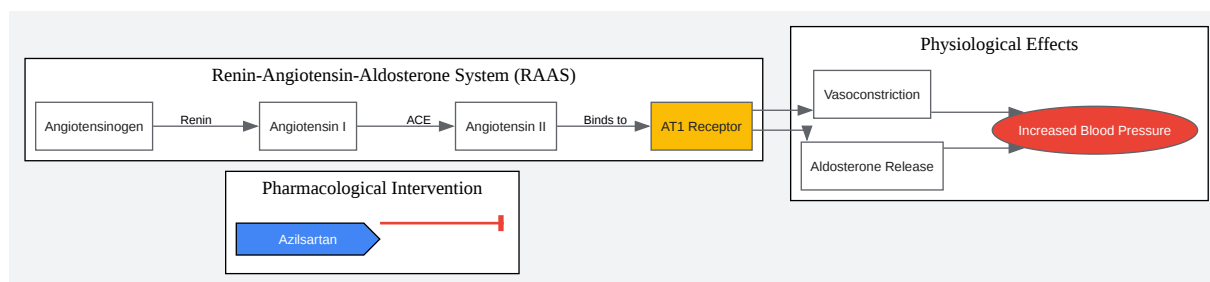 Physiological Effects
Renin-Angiotensin-Aldosterone System (RAAS)
Angiotensinogen
Renin
Angiotensin I
ACE
Angiotensin II
Binds to
AT1 Receptor
Vasoconstriction
Aldosterone Release
Increased Blood Pressure
Pharmacological Intervention
Azilsartan